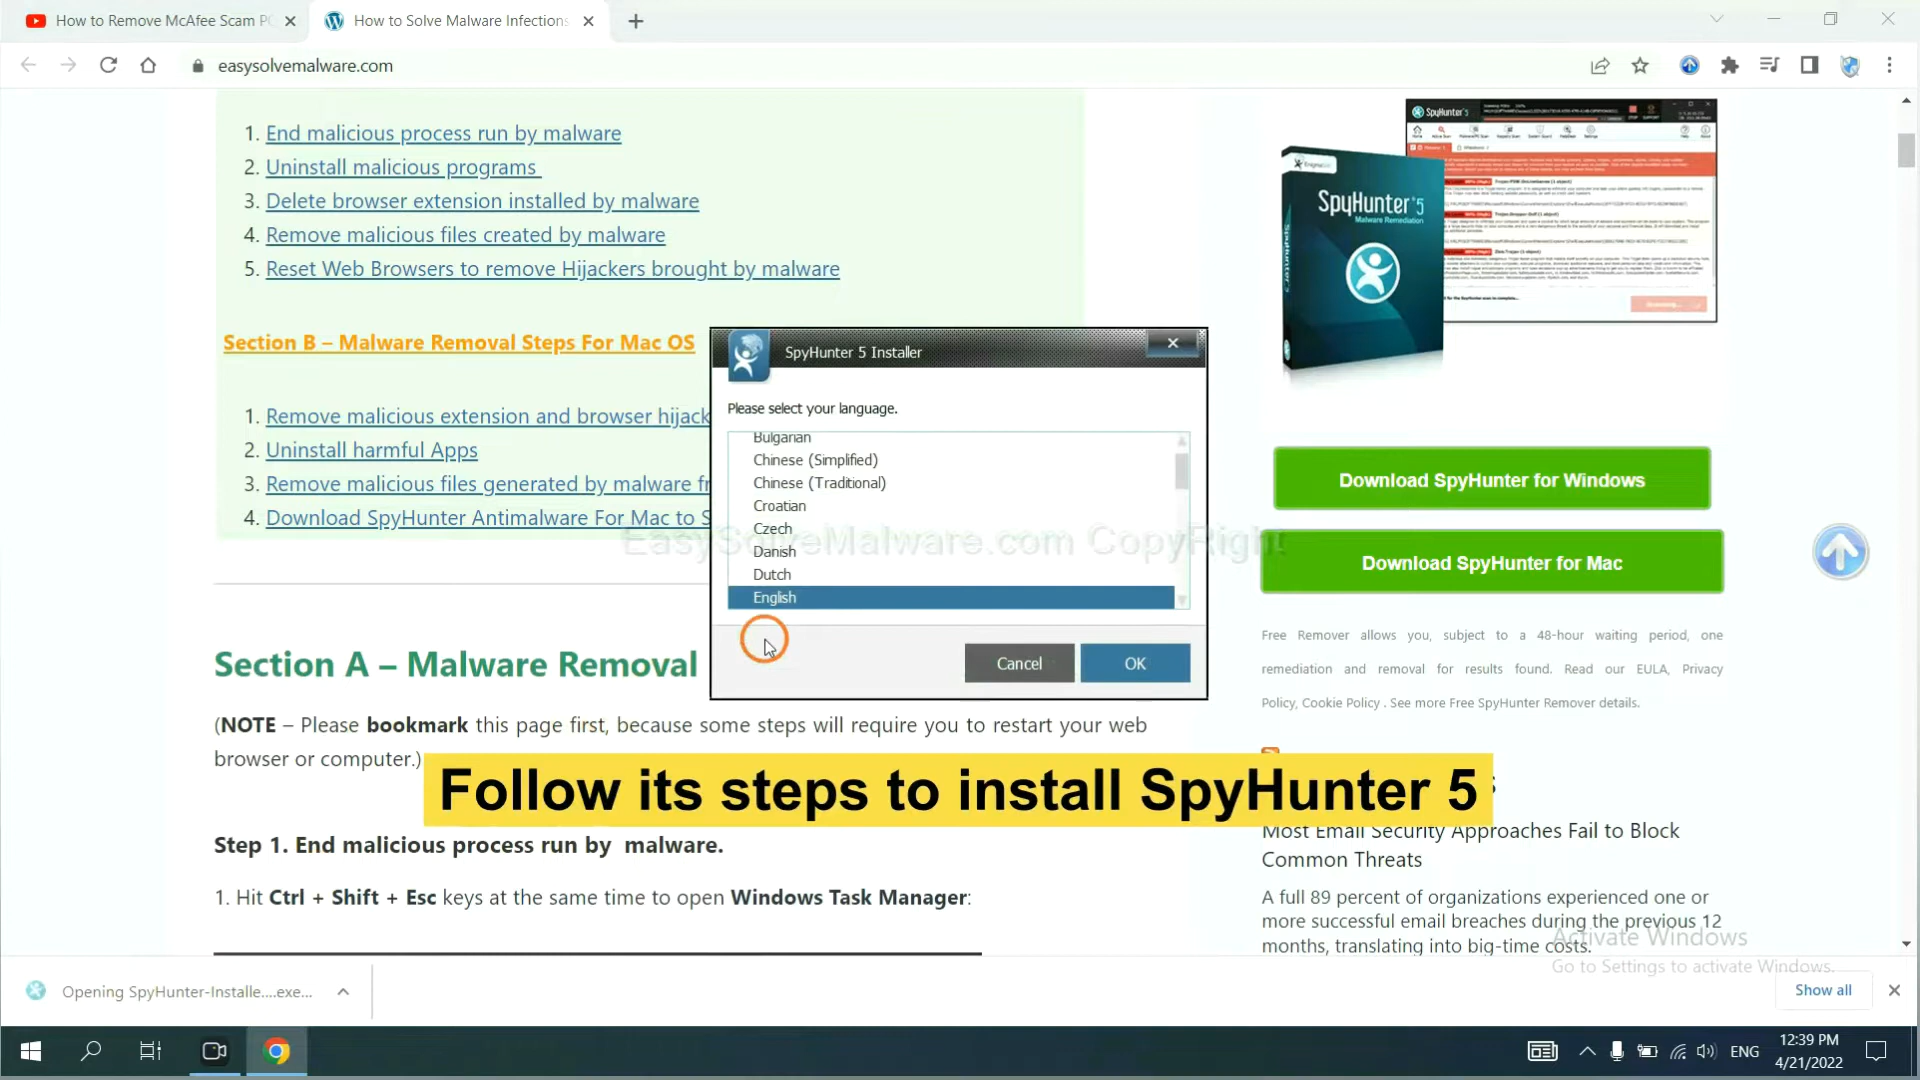 How to Remove McAfee Scam P
How to Solve Malware Infections
easysolvemalware.com
1. End malicious process run by malware
2. Uninstall malicious programs
3. Delete browser extension installed by malware
4. Remove malicious files created by malware
5. Reset Web Browsers to remove Hijackers brought by malware
Section B – Malware Removal Steps For Mac OS
1. Remove malicious extension and browser hijack
2. Uninstall harmful Apps
3. Remove malicious files generated by malware fr
4. Download SpyHunter Antimalware For Mac to S
SpyHunter 5 Installer
Please select your language.
Bulgarian
Chinese (Simplified)
Chinese (Traditional)
Croatian
Czech
Danish
Dutch
English
Cancel
OK
EasySolveMalware.com CopyRight
SpyHunter 5
SpyHunter 5
Malware Remediation
Download SpyHunter for Windows
Download SpyHunter for Mac
Free Remover allows you, subject to a 48-hour waiting period, one
remediation and removal for results found. Read our EULA, Privacy
Policy, Cookie Policy . See more Free SpyHunter Remover details.
Section A – Malware Removal
(NOTE – Please bookmark this page first, because some steps will require you to restart your web
browser or computer.)
Follow its steps to install SpyHunter 5
Step 1. End malicious process run by malware.
1. Hit Ctrl + Shift + Esc keys at the same time to open Windows Task Manager:
Most Email Security Approaches Fail to Block
Common Threats
A full 89 percent of organizations experienced one or
more successful email breaches during the previous 12
months, translating into big-time costs.
Activate Windows
Go to Settings to activate Windows.
Opening SpyHunter-Installe....exe...
Show all
ENG
12:39 PM
4/21/2022